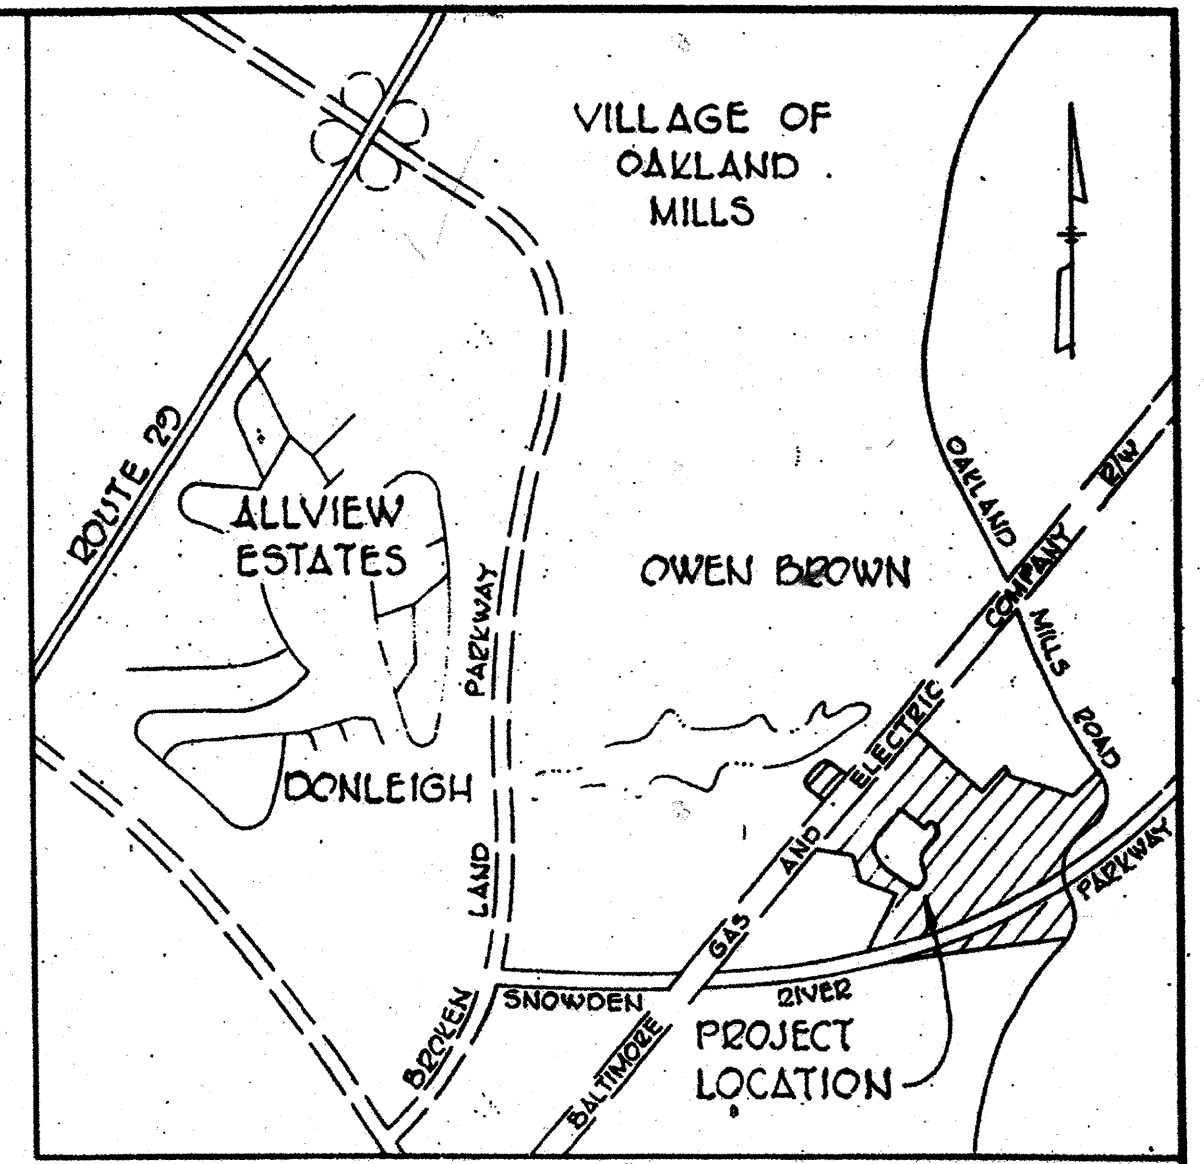 VILLAGE OF
OAKLAND
MILLS
ROUTE 29
ALLVIEW
ESTATES
OWEN BROWN
DONLEIGH
BROKEN LAND PARKWAY
OAKLAND MILLS ROAD
BALTIMORE GAS AND ELECTRIC COMPANY R/W
SNOWDEN RIVER PARKWAY
PROJECT
LOCATION